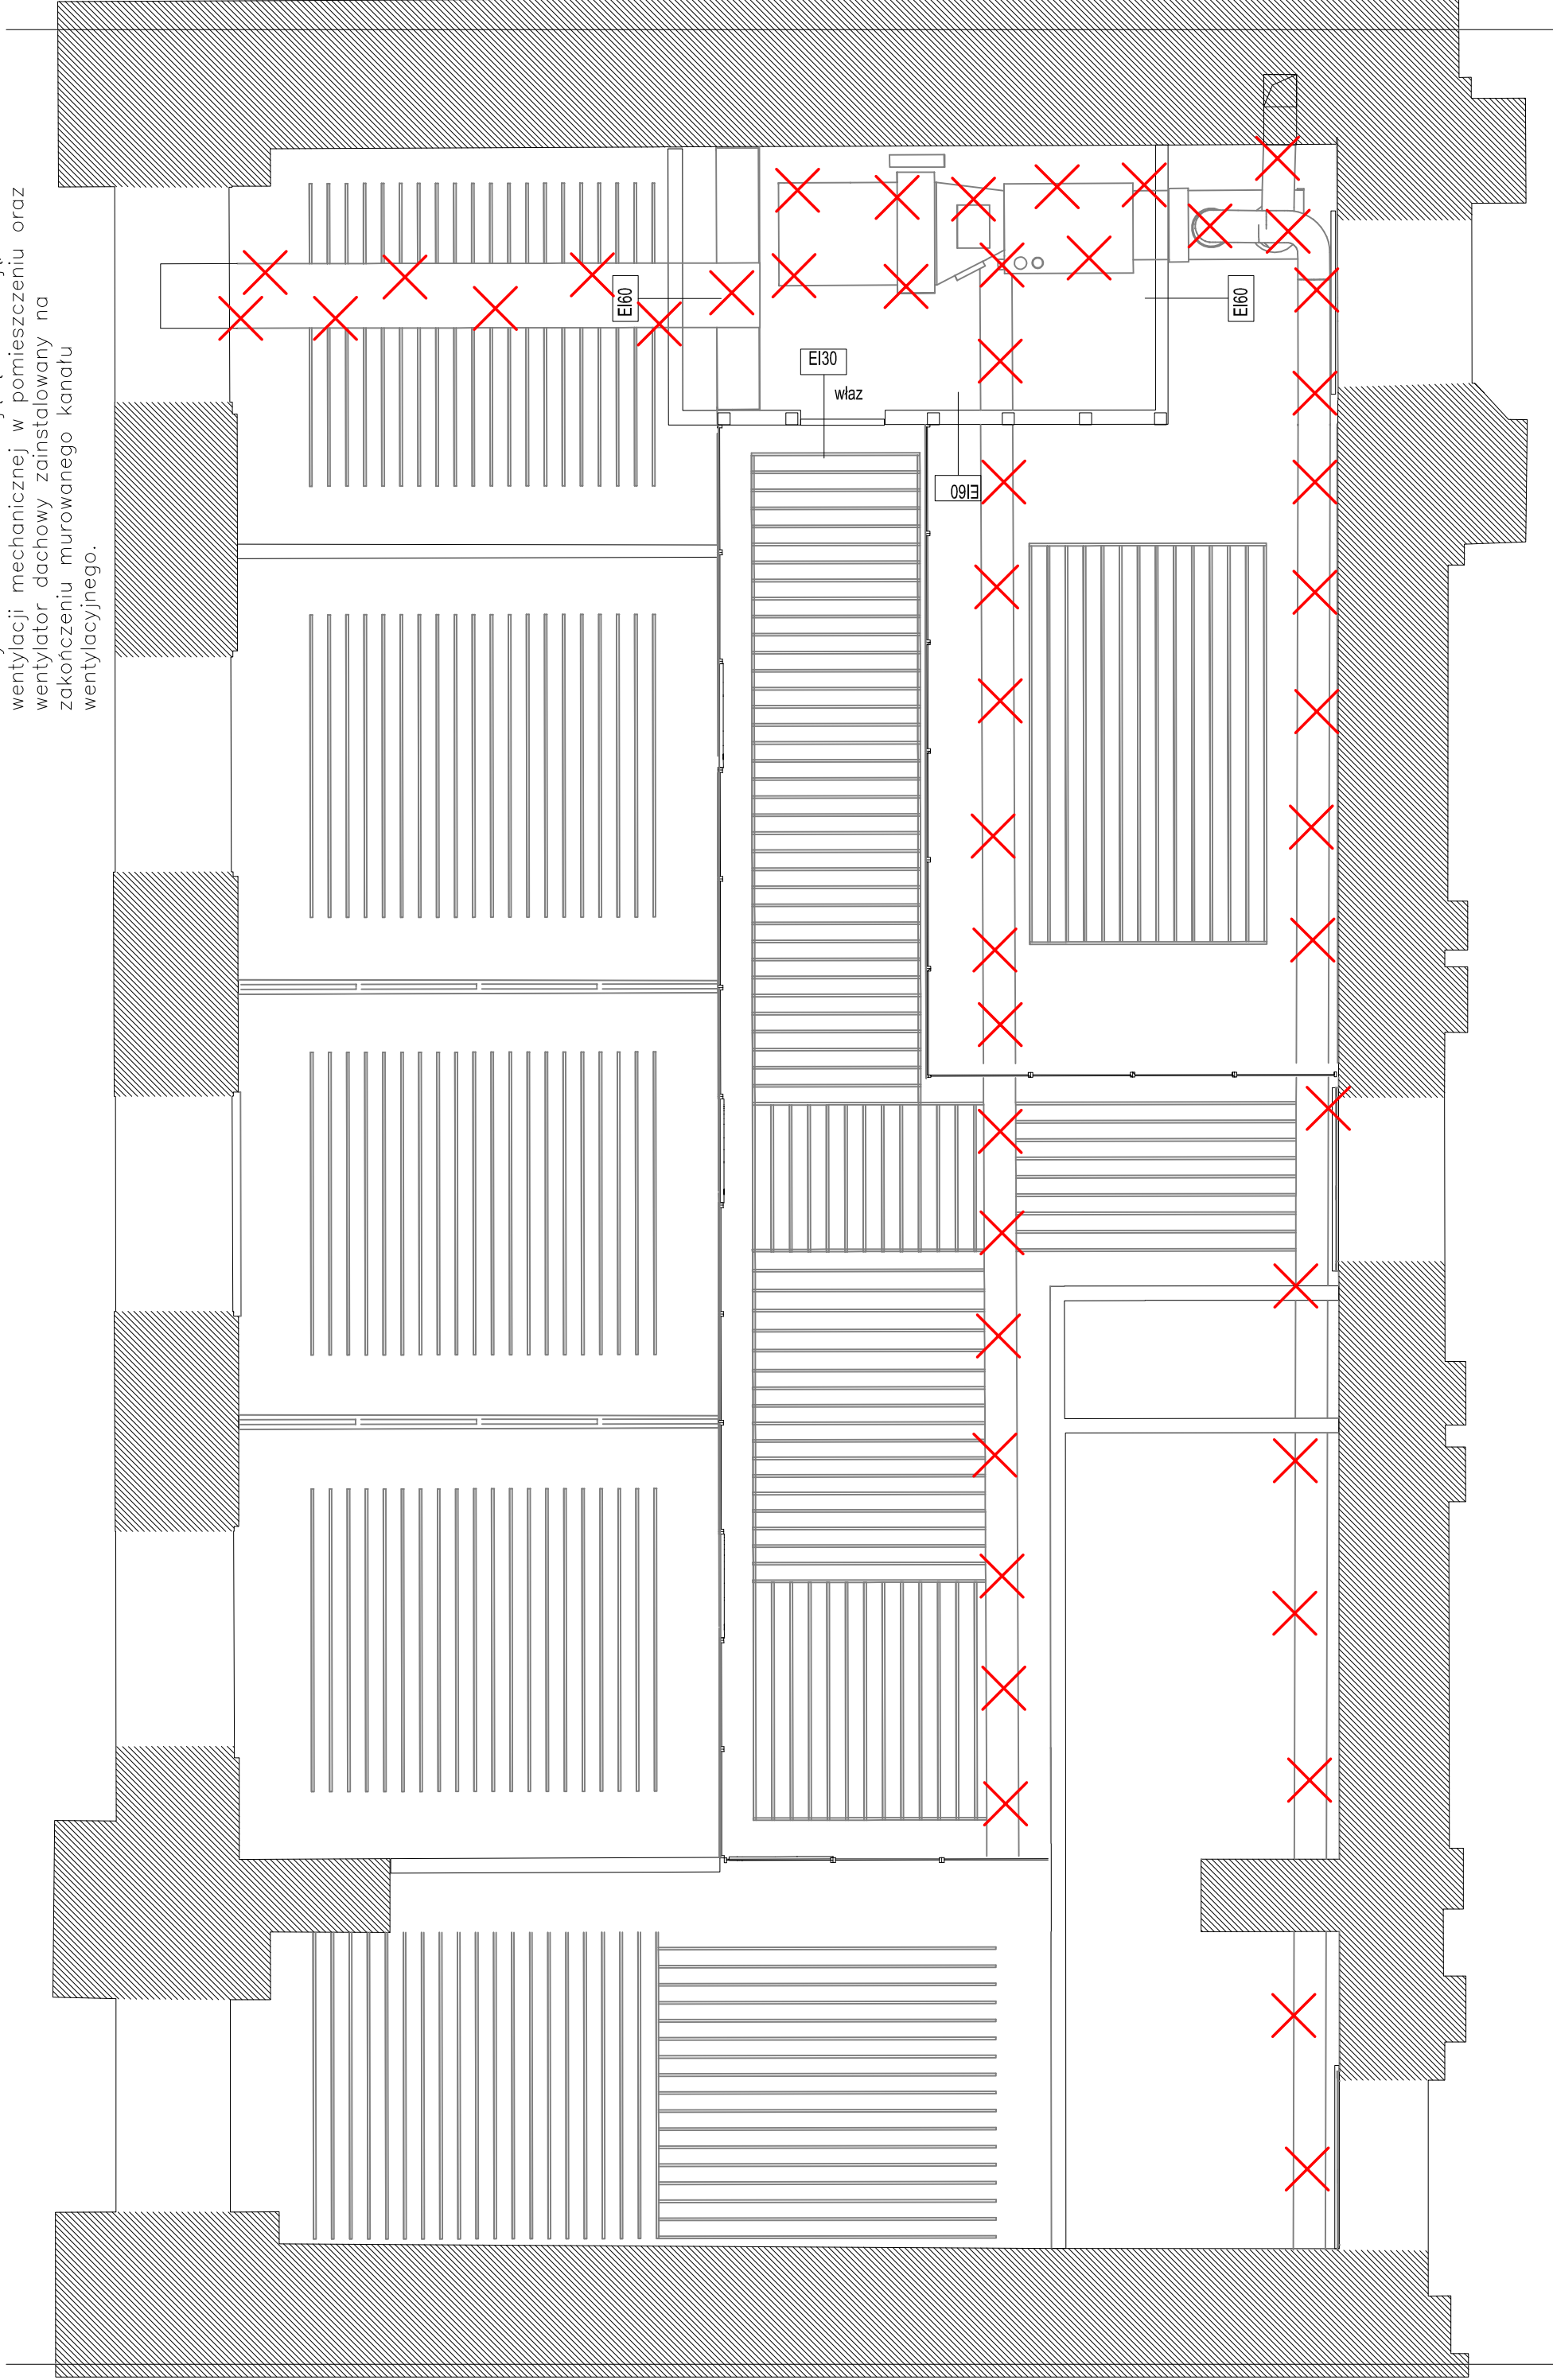 wentylacji mechanicznej w pomieszczeniu oraz
wentylator dachowy zainstalowany na
zakończeniu murowanego kanału
wentylacyjnego.
EI60
EI30
właz
EI60
EI60